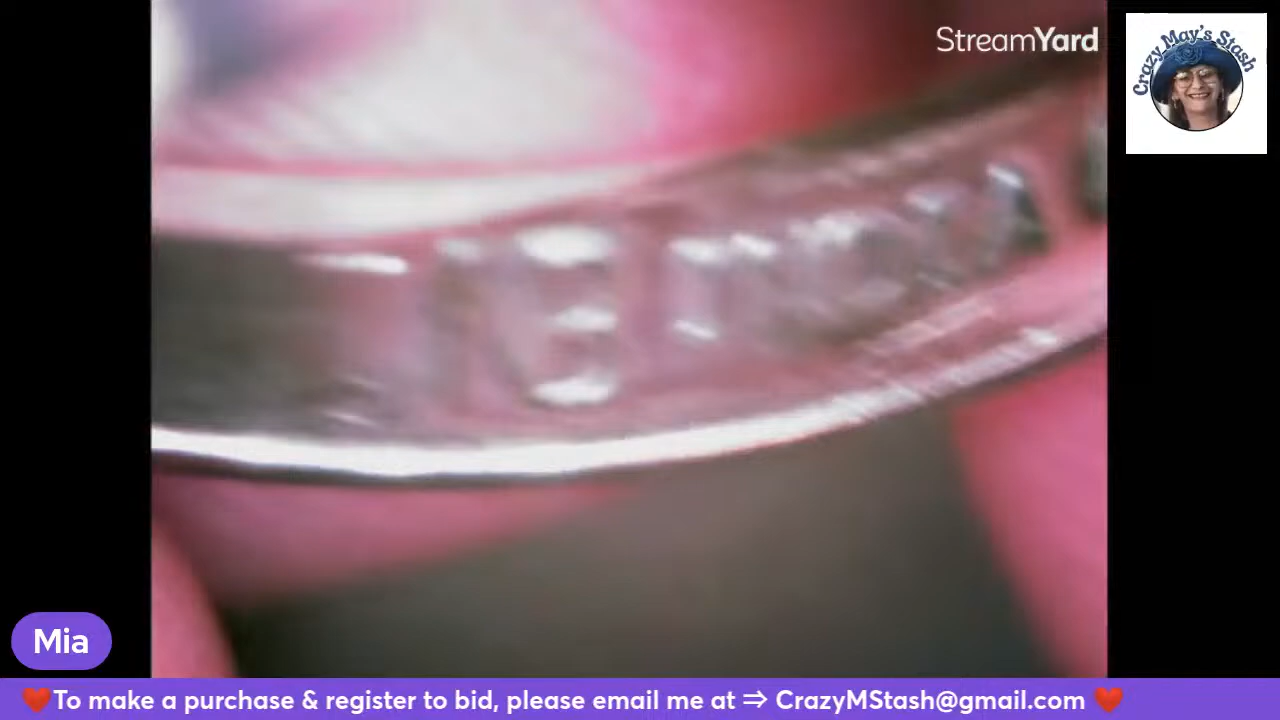 StreamYard
Crazy May's Stash
Mia
❤️To make a purchase & register to bid, please email me at ⇒ CrazyMStash@gmail.com ❤️